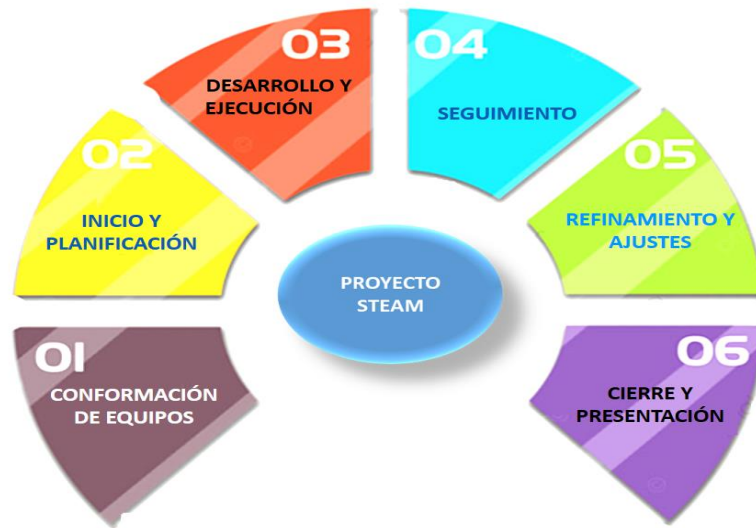 01
CONFORMACIÓN
DE EQUIPOS
02
INICIO Y
PLANIFICACIÓN
03
DESARROLLO Y
EJECUCIÓN
04
SEGUIMIENTO
05
REFINAMIENTO Y
AJUSTES
06
CIERRE Y
PRESENTACIÓN
PROYECTO
STEAM